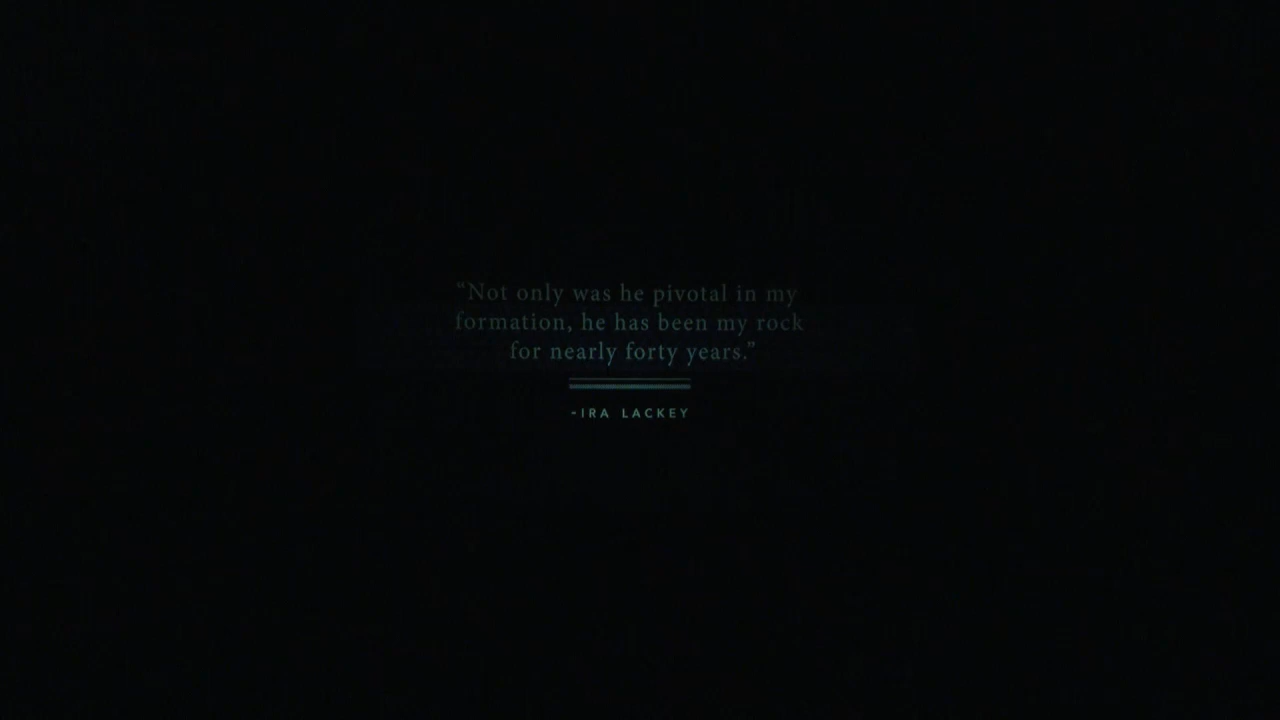 “Not only was he pivotal in my
formation, he has been my rock
for nearly forty years.”
-IRA LACKEY